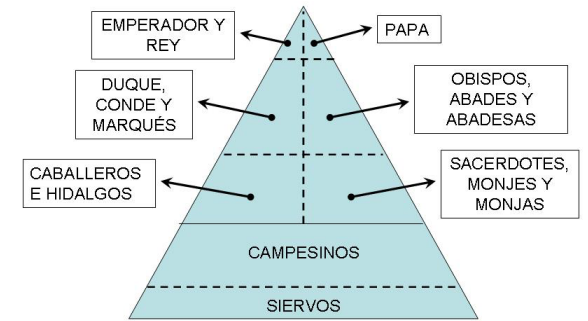 EMPERADOR Y
REY
PAPA
DUQUE,
CONDE Y
MARQUÉS
OBISPOS,
ABADES Y
ABADESAS
CABALLEROS
E HIDALGOS
SACERDOTES,
MONJES Y
MONJAS
CAMPESINOS
SIERVOS